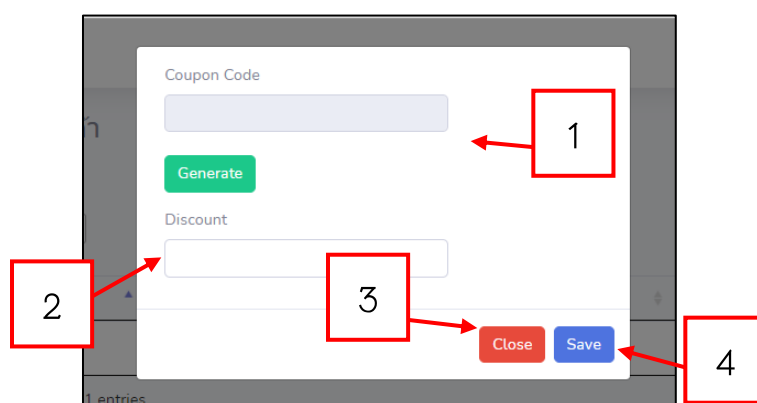 Coupon Code
1
Generate
Discount
2
3
Close
Save
4
1 entries